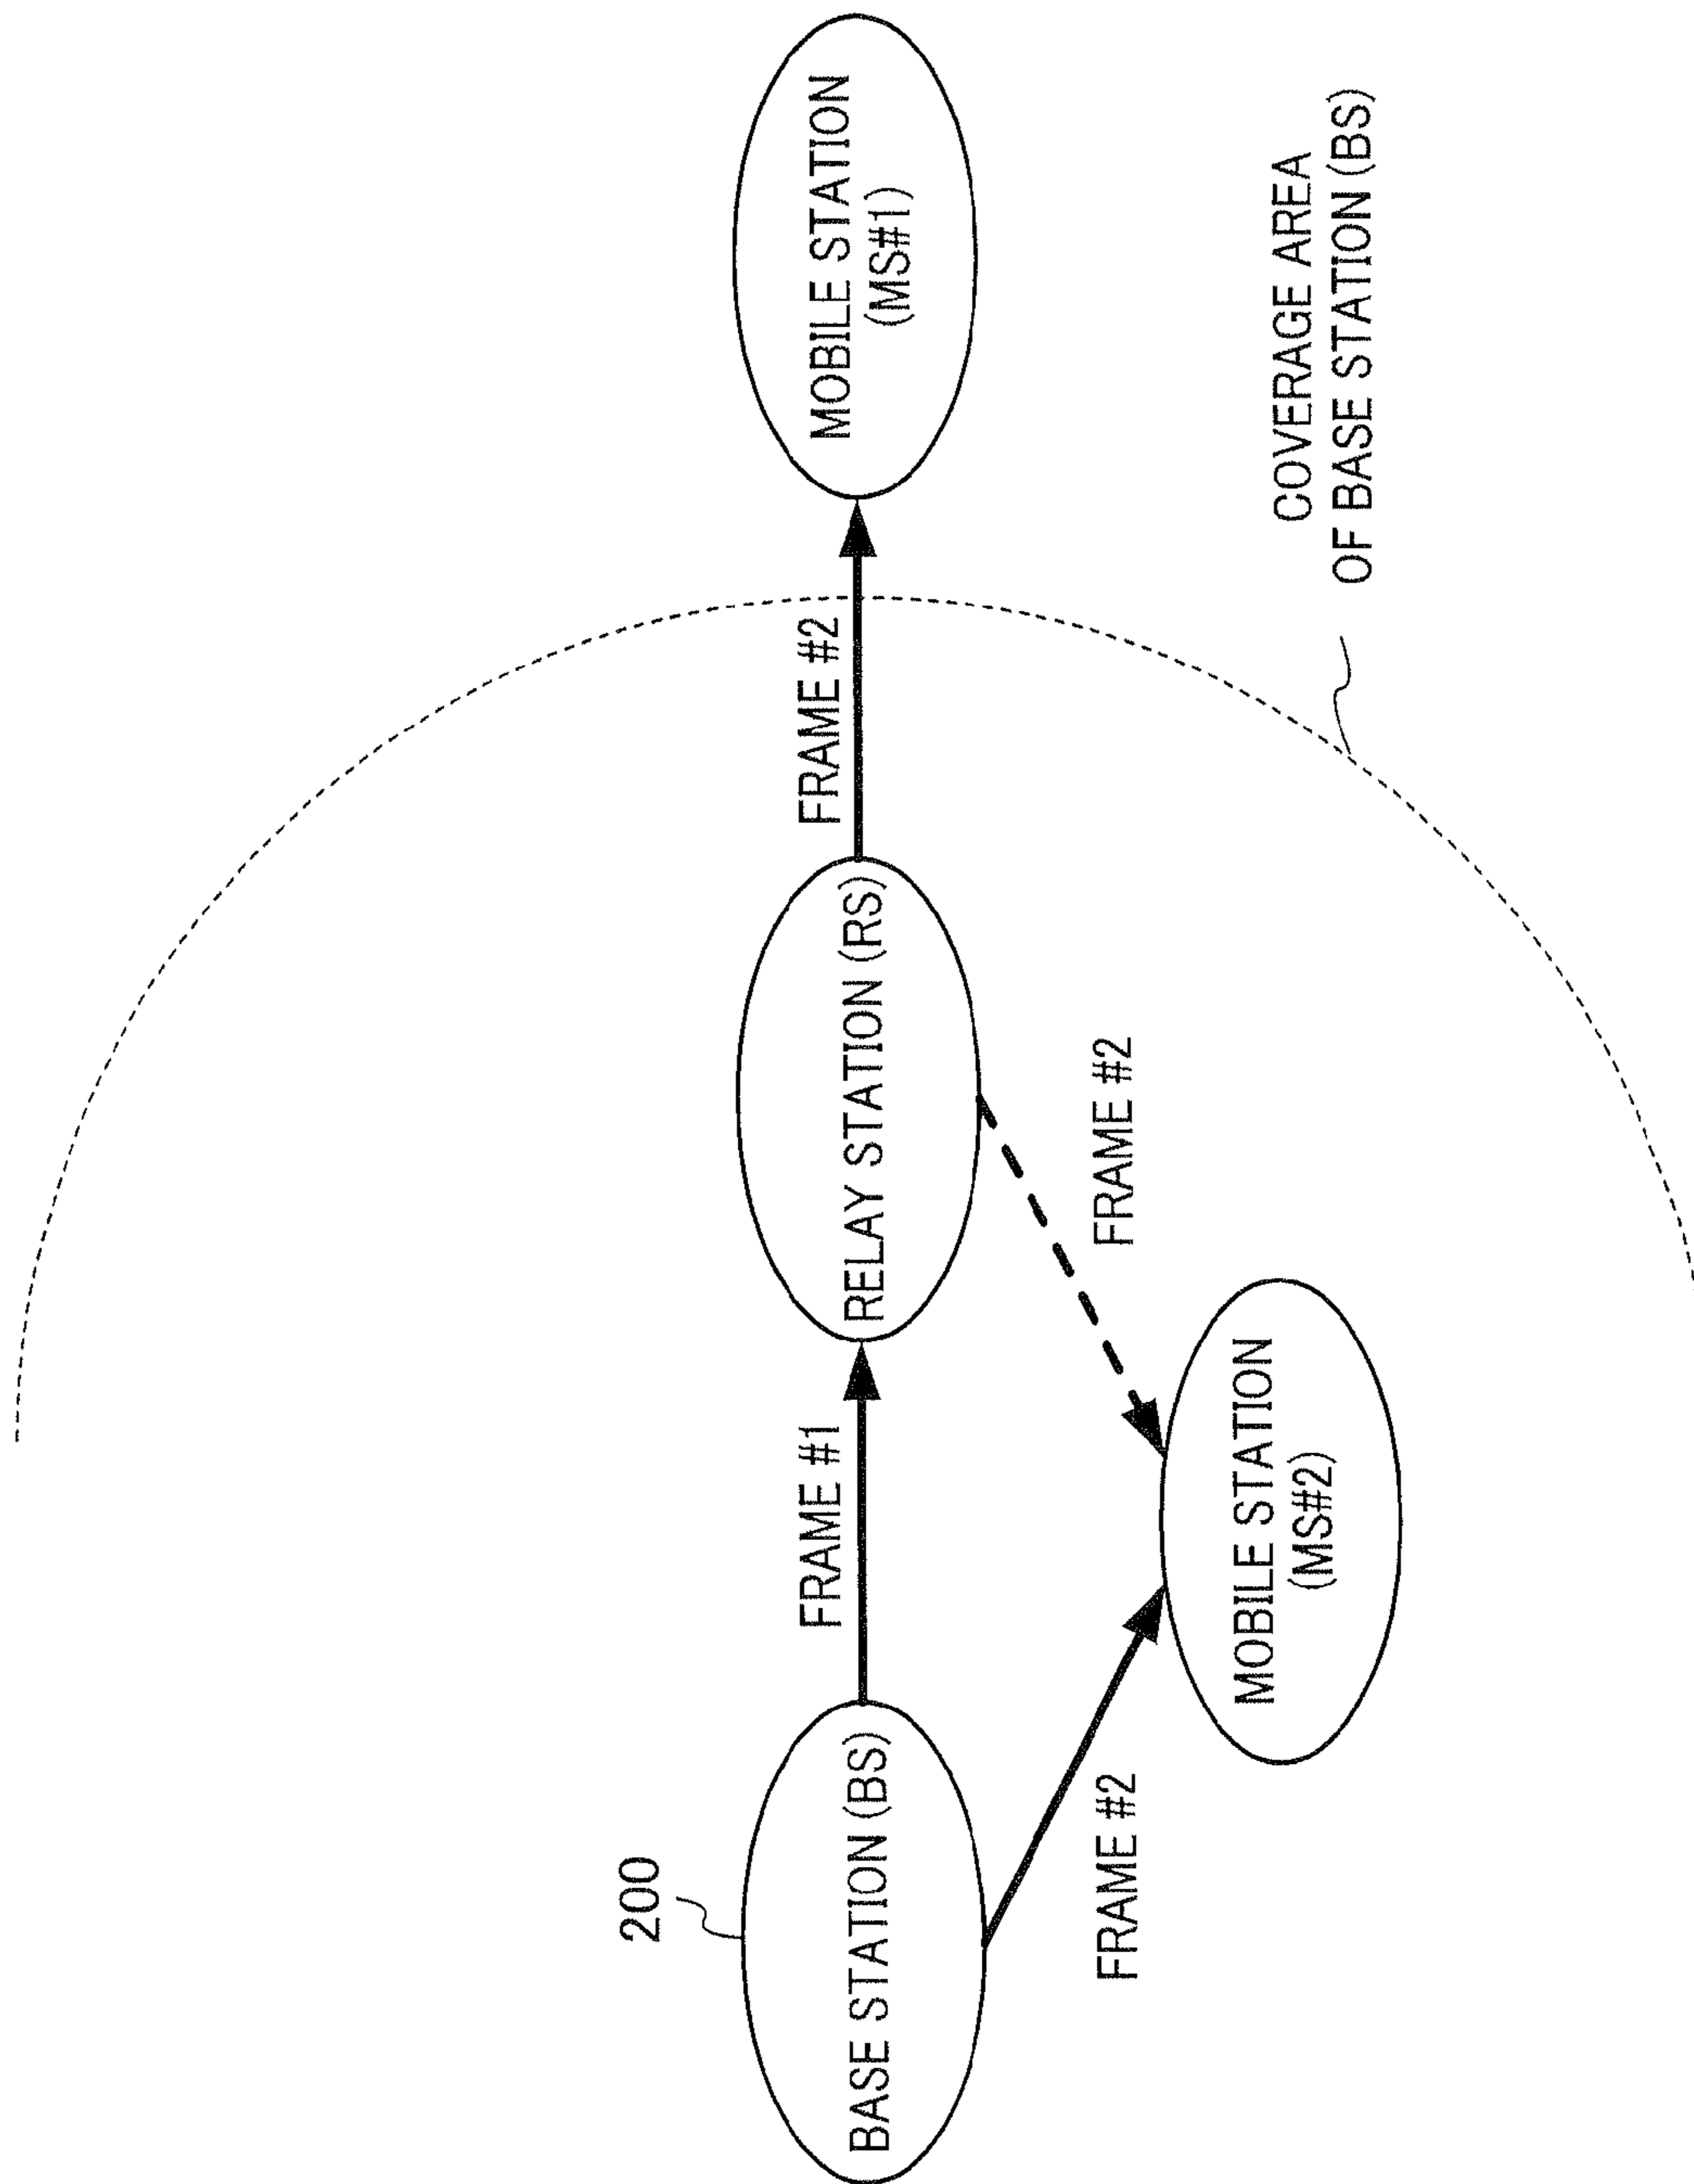 200
BASE STATION (BS)
FRAME #1
RELAY STATION (RS)
FRAME #2
MOBILE STATION
(MS#1)
FRAME #2
FRAME #2
MOBILE STATION
(MS#2)
COVERAGE AREA
OF BASE STATION (BS)